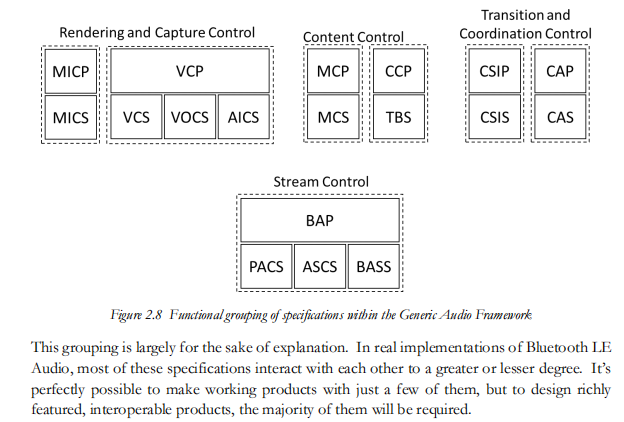 Rendering and Capture Control
Content Control
Transition and
Coordination Control
MICP
VCP
MCP
CCP
CSIP
CAP
MICS
VCS
VOCS
AICS
MCS
TBS
CSIS
CAS
Stream Control
BAP
PACS
ASCS
BASS
Figure 2.8 Functional grouping of specifications within the Generic Audio Framework
This grouping is largely for the sake of explanation. In real implementations of Bluetooth LE
Audio, most of these specifications interact with each other to a greater or lesser degree. It’s
perfectly possible to make working products with just a few of them, but to design richly
featured, interoperable products, the majority of them will be required.